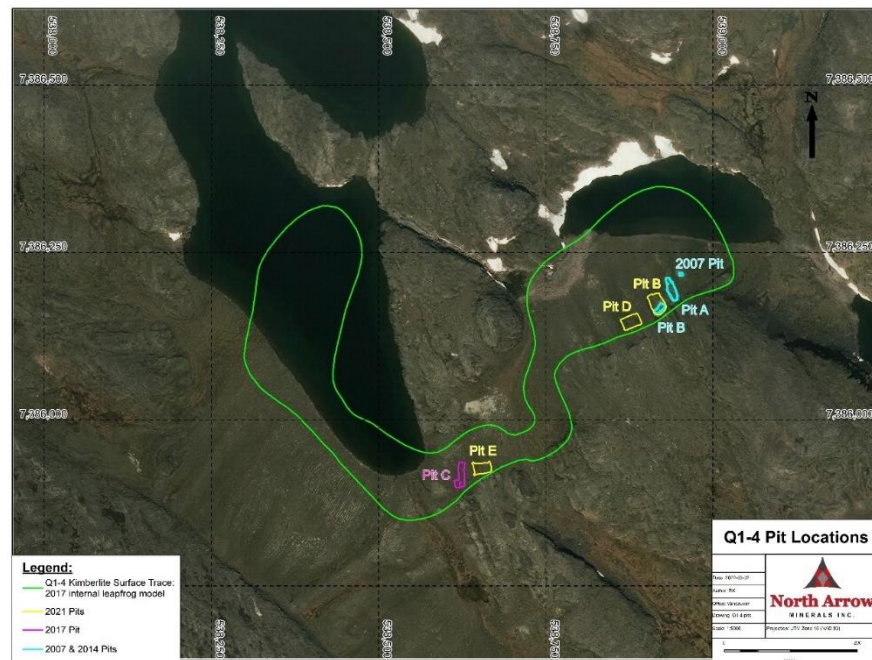 7,386,500
7,386,500
N
7,386,250
7,386,250
2007 Pit
Pit B
Pit A
Pit D
Pit B
7,386,000
7,386,000
Pit E
Pit C
Legend:
Q1-4 Kimberlite Surface Trace:
2017 internal leapfrog model
2021 Pits
2017 Pit
2007 & 2014 Pits
Q1-4 Pit Locations
Office: Vancouver
North Arrow
MINERALS INC.